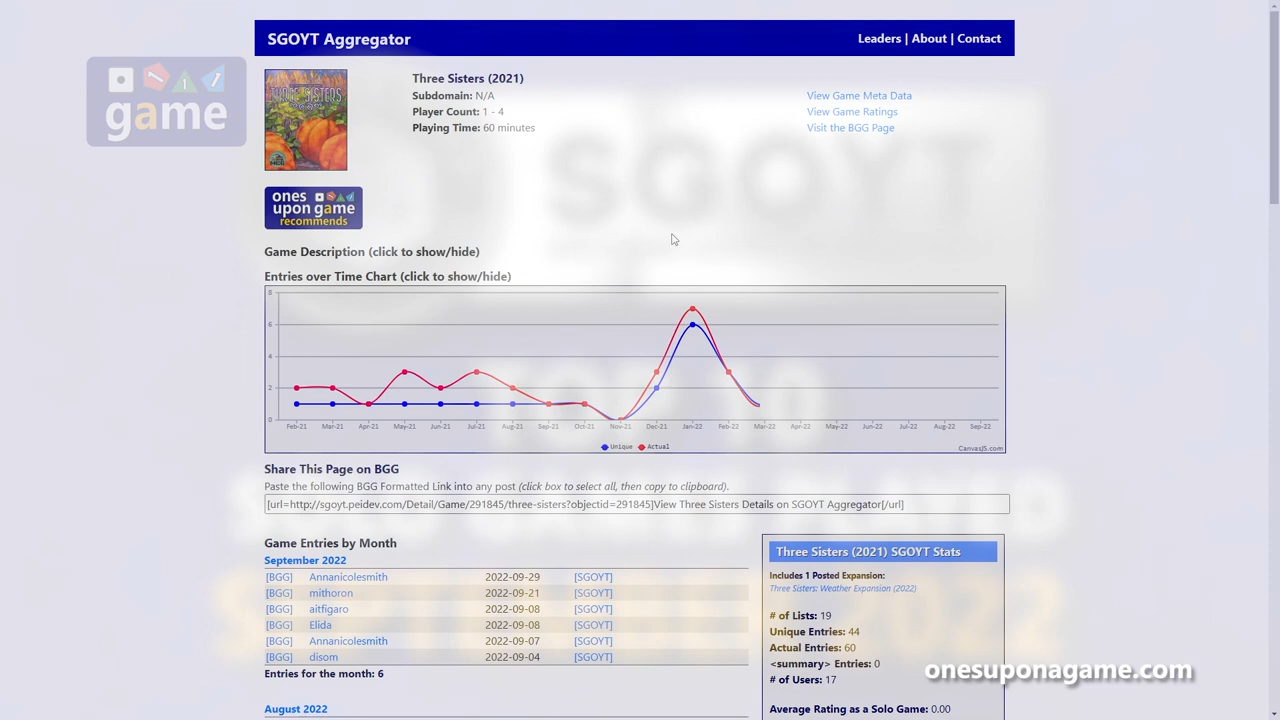 SGOYT Aggregator
Leaders | About | Contact
game
THREE SISTERS
Three Sisters (2021)
Subdomain: N/A
Player Count: 1 - 4
Playing Time: 60 minutes
View Game Meta Data
View Game Ratings
Visit the BGG Page
SGOYT
ones
upon game
recommends
Game Description (click to show/hide)
Entries over Time Chart (click to show/hide)
8
6
4
2
0
Feb-21 Mar-21 Apr-21 May-21 Jun-21 Jul-21 Aug-21 Sep-21 Oct-21 Nov-21 Dec-21 Jan-22 Feb-22 Mar-22 Apr-22 May-22 Jun-22 Jul-22 Aug-22 Sep-22
Unique Actual
CanvasJS.com
TOP 10
Share This Page on BGG
Paste the following BGG Formatted Link into any post (click box to select all, then copy to clipboard).
[url=http://sgoyt.peidev.com/Detail/Game/291845/three-sisters?objectid=291845]View Three Sisters Details on SGOYT Aggregator[/url]
Game Entries by Month
September 2022
[BGG] Annanicolesmith 2022-09-29 [SGOYT]
[BGG] mithoron 2022-09-21 [SGOYT]
[BGG] aitfigaro 2022-09-08 [SGOYT]
[BGG] Elida 2022-09-08 [SGOYT]
[BGG] Annanicolesmith 2022-09-07 [SGOYT]
[BGG] disom 2022-09-04 [SGOYT]
Entries for the month: 6
August 2022
Three Sisters (2021) SGOYT Stats
Includes 1 Posted Expansion:
Three Sisters: Weather Expansion (2022)
# of Lists: 19
Unique Entries: 44
Actual Entries: 60
<summary> Entries: 0
# of Users: 17
Average Rating as a Solo Game: 0.00
onesuponagame.com